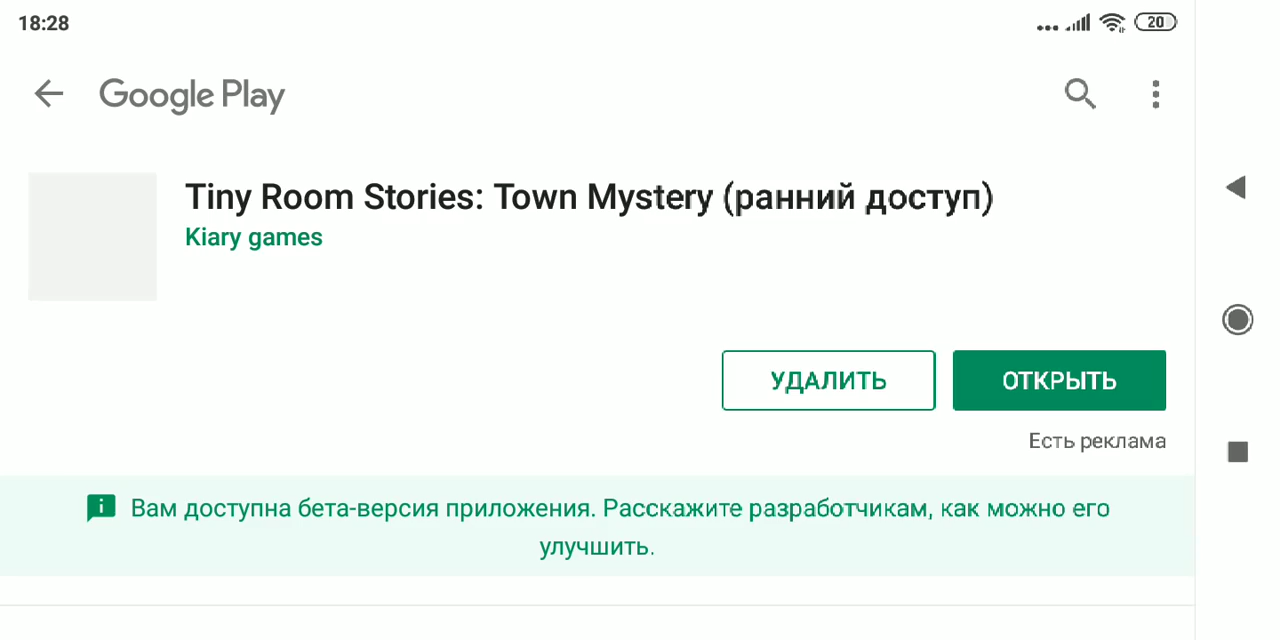 18:28
20
Google Play
Tiny Room Stories: Town Mystery (ранний доступ)
Kiary games
УДАЛИТЬ
ОТКРЫТЬ
Есть реклама
Вам доступна бета-версия приложения. Расскажите разработчикам, как можно его
улучшить.